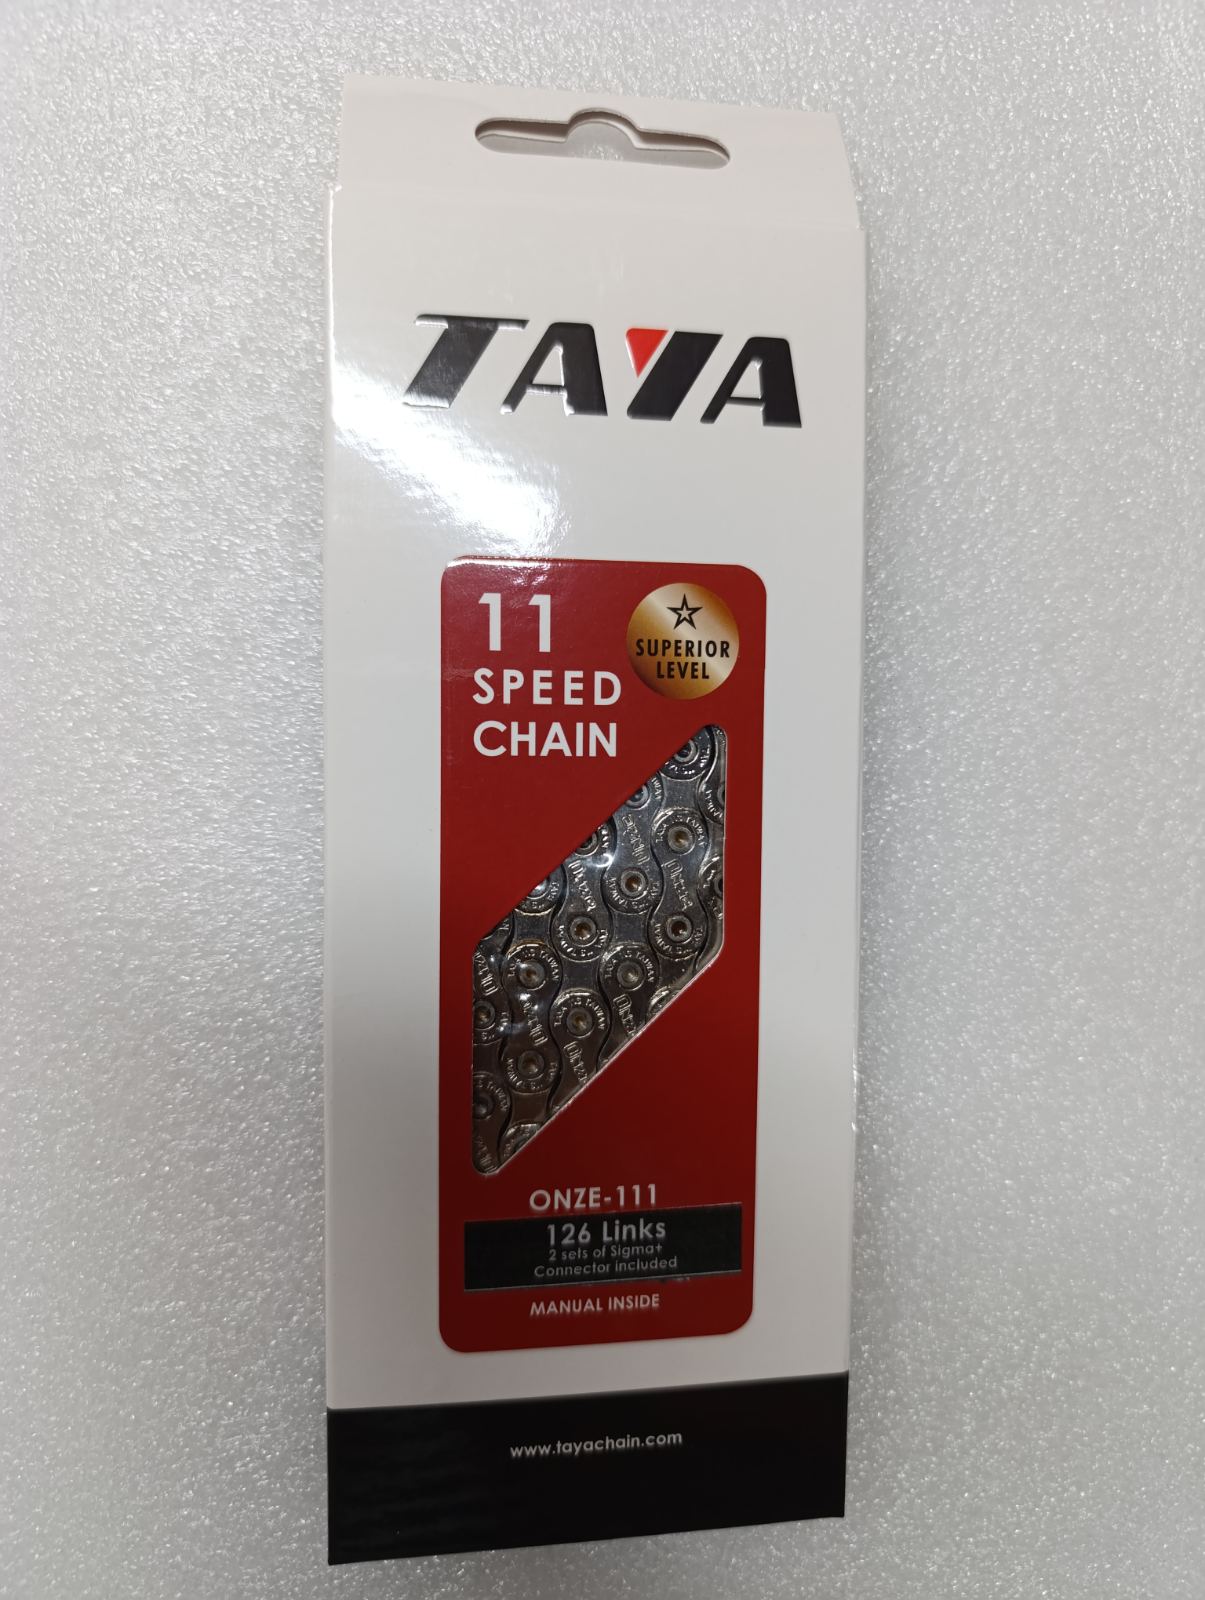 TAYA
11
SPEED
CHAIN
SUPERIOR
LEVEL
ONZE-111
126 Links
2 sets of Sigma+
Connector included
MANUAL INSIDE
www.tayachain.com